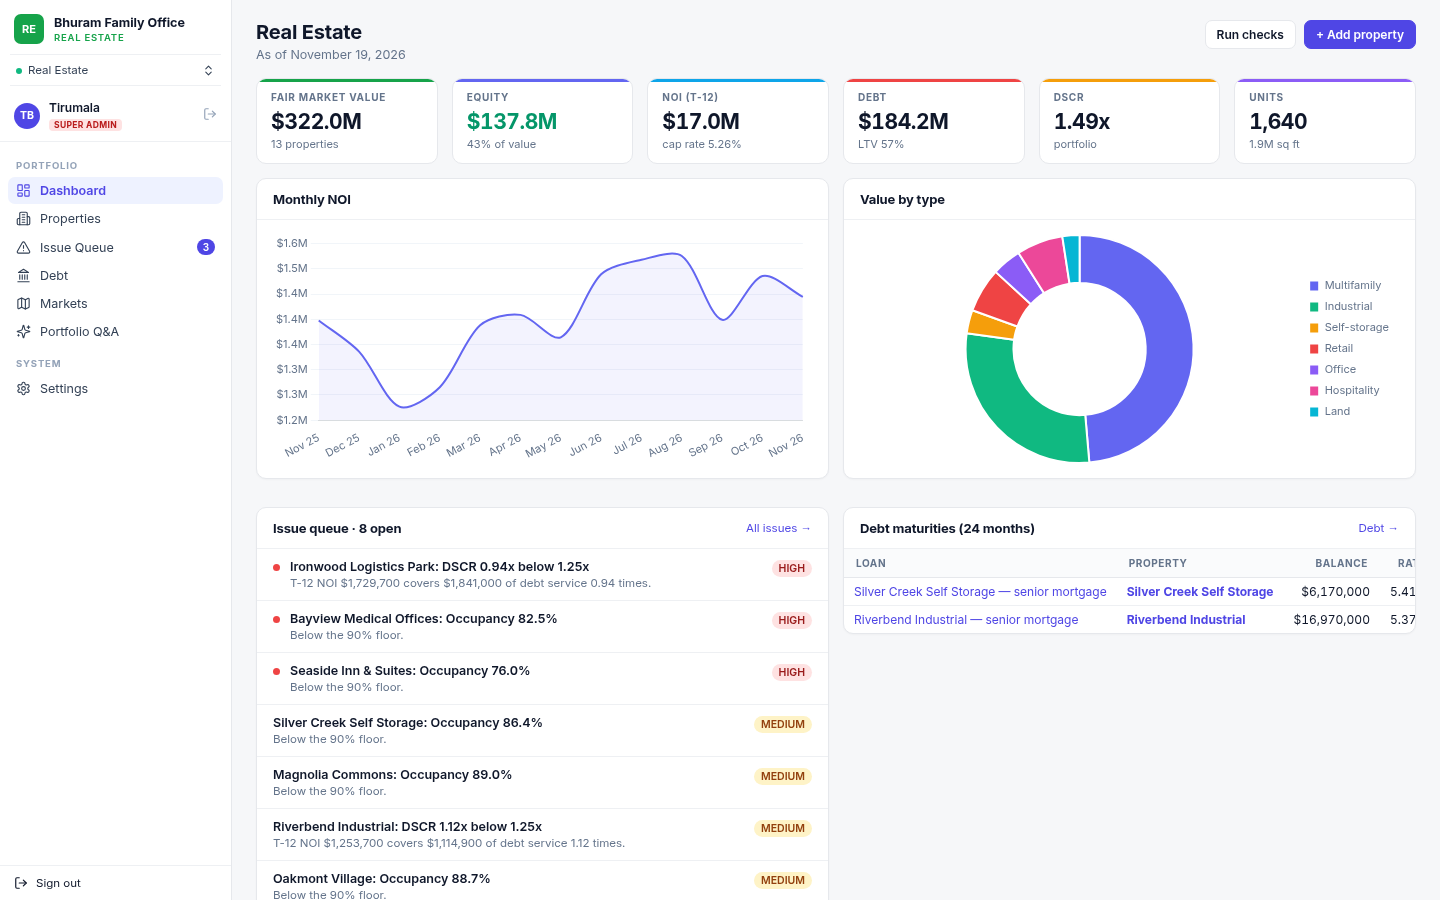 RE
Bhuram Family Office
REAL ESTATE
Real Estate
TB
Tirumala
SUPER ADMIN
PORTFOLIO
Dashboard
Properties
Issue Queue 3
Debt
Markets
Portfolio Q&A
SYSTEM
Settings
Sign out
Real Estate
As of November 19, 2026
Run checks
+ Add property
FAIR MARKET VALUE
$322.0M
13 properties
EQUITY
$137.8M
43% of value
NOI (T-12)
$17.0M
cap rate 5.26%
DEBT
$184.2M
LTV 57%
DSCR
1.49x
portfolio
UNITS
1,640
1.9M sq ft
Monthly NOI
$1.6M
$1.5M
$1.4M
$1.4M
$1.4M
$1.3M
$1.3M
$1.2M
Nov 25 Dec 25 Jan 26 Feb 26 Mar 26 Apr 26 May 26 Jun 26 Jul 26 Aug 26 Sep 26 Oct 26 Nov 26
Value by type
Multifamily
Industrial
Self-storage
Retail
Office
Hospitality
Land
Issue queue · 8 open
All issues →
Ironwood Logistics Park: DSCR 0.94x below 1.25x
T-12 NOI $1,729,700 covers $1,841,000 of debt service 0.94 times.
HIGH
Bayview Medical Offices: Occupancy 82.5%
Below the 90% floor.
HIGH
Seaside Inn & Suites: Occupancy 76.0%
Below the 90% floor.
HIGH
Silver Creek Self Storage: Occupancy 86.4%
Below the 90% floor.
MEDIUM
Magnolia Commons: Occupancy 89.0%
Below the 90% floor.
MEDIUM
Riverbend Industrial: DSCR 1.12x below 1.25x
T-12 NOI $1,253,700 covers $1,114,900 of debt service 1.12 times.
MEDIUM
Oakmont Village: Occupancy 88.7%
Below the 90% floor.
MEDIUM
Debt maturities (24 months)
Debt →
LOAN PROPERTY BALANCE RAT
Silver Creek Self Storage — senior mortgage Silver Creek Self Storage $6,170,000 5.41
Riverbend Industrial — senior mortgage Riverbend Industrial $16,970,000 5.37